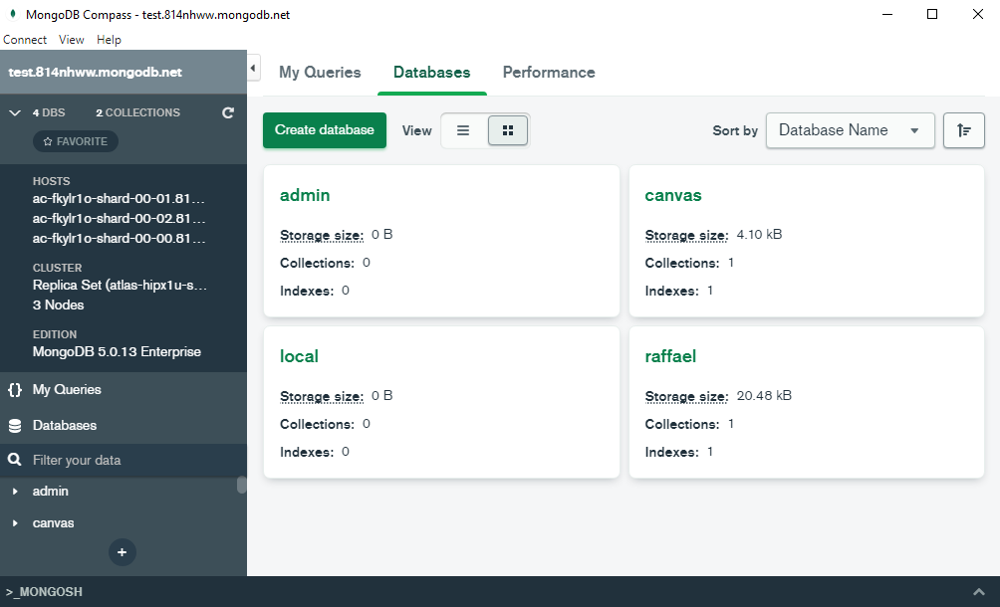 MongoDB Compass - test.814nhww.mongodb.net
Connect View Help
test.814nhww.mongodb.net
4 DBS 2 COLLECTIONS
FAVORITE
HOSTS
ac-fkylr1o-shard-00-01.81...
ac-fkylr1o-shard-00-02.81...
ac-fkylr1o-shard-00-00.81...
CLUSTER
Replica Set (atlas-hipx1u-s...
3 Nodes
EDITION
MongoDB 5.0.13 Enterprise
{} My Queries
Databases
Filter your data
admin
canvas
+
My Queries Databases Performance
Create database View Sort by Database Name
admin
Storage size: 0 B
Collections: 0
Indexes: 0
canvas
Storage size: 4.10 kB
Collections: 1
Indexes: 1
local
Storage size: 0 B
Collections: 0
Indexes: 0
raffael
Storage size: 20.48 kB
Collections: 1
Indexes: 1
>_MONGOSH